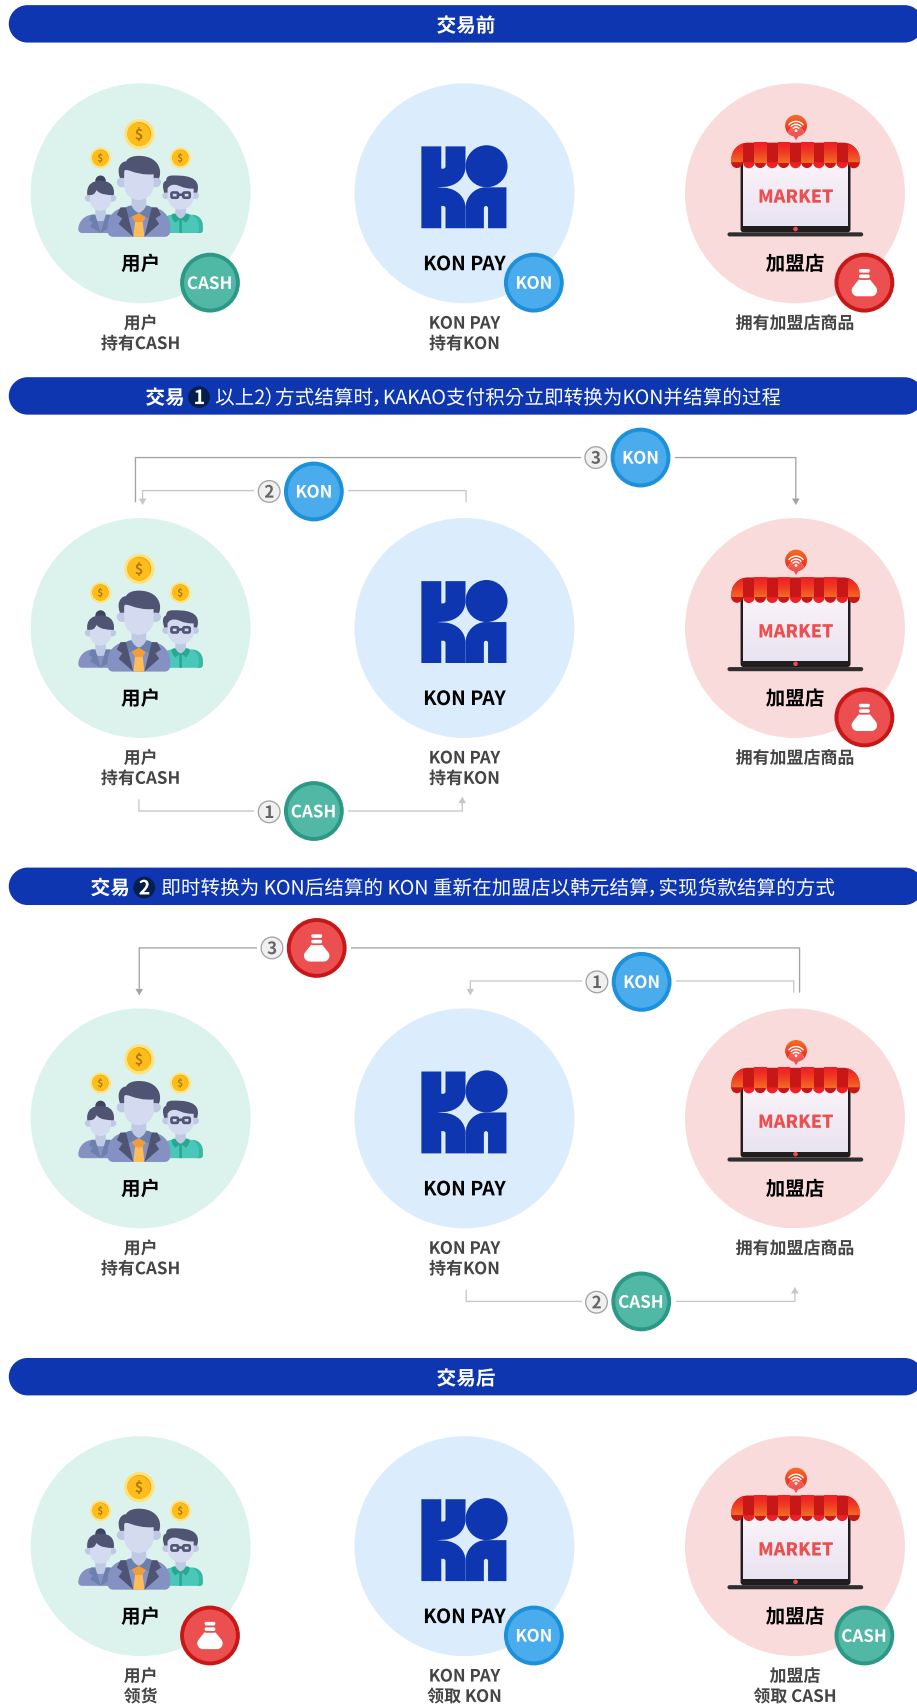 交易前
MARKET
用户
CASH
KON PAY
KON
加盟店
用户
持有CASH
KON PAY
持有KON
拥有加盟店商品
交易 1 以上2) 方式结算时, KAKAO支付积分立即转换为KON并结算的过程
3 KON
2 KON
MARKET
用户
KON PAY
加盟店
用户
持有CASH
KON PAY
持有KON
拥有加盟店商品
1 CASH
交易 2 即时转换为 KON后结算的 KON 重新在加盟店以韩元结算, 实现货款结算的方式
3
1 KON
MARKET
用户
KON PAY
加盟店
用户
持有CASH
KON PAY
持有KON
拥有加盟店商品
2 CASH
交易后
MARKET
用户
KON PAY
KON
加盟店
CASH
用户
领货
KON PAY
领取 KON
加盟店
领取 CASH